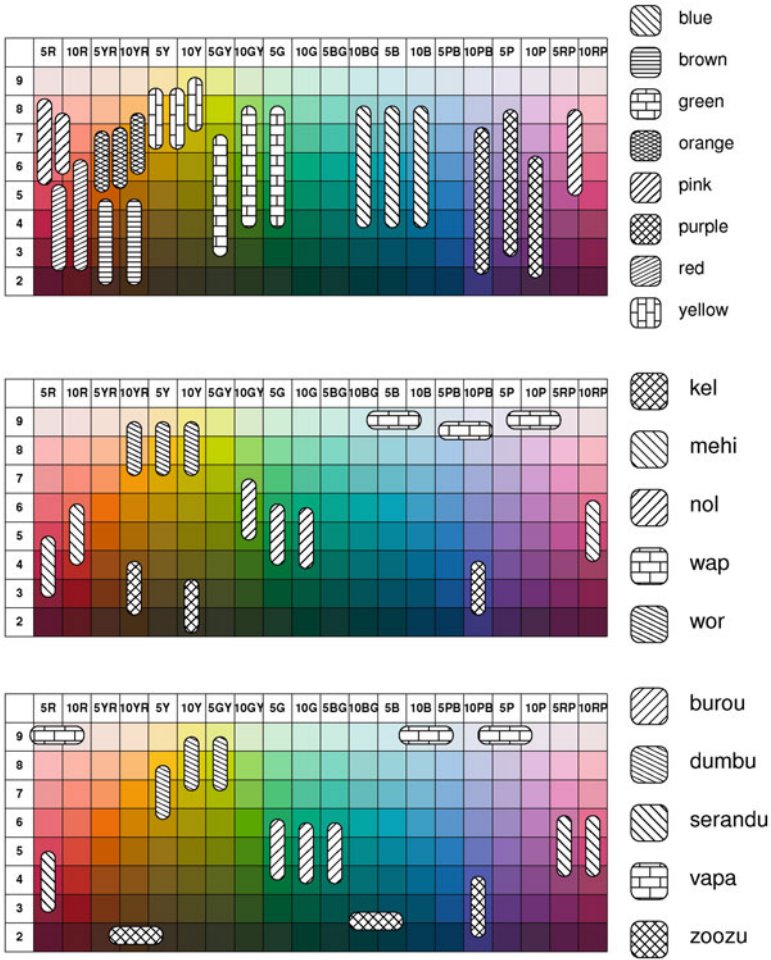 5R 10R 5YR 10YR 5Y 10Y 5GY 10GY 5G 10G 5BG 10BG 5B 10B 5PB 10PB 5P 10P 5RP 10RP
9
8
7
6
5
4
3
2
blue
brown
green
orange
pink
purple
red
yellow
5R 10R 5YR 10YR 5Y 10Y 5GY 10GY 5G 10G 5BG 10BG 5B 10B 5PB 10PB 5P 10P 5RP 10RP
9
8
7
6
5
4
3
2
kel
mehi
nol
wap
wor
5R 10R 5YR 10YR 5Y 10Y 5GY 10GY 5G 10G 5BG 10BG 5B 10B 5PB 10PB 5P 10P 5RP 10RP
9
8
7
6
5
4
3
2
burou
dumbu
serandu
vapa
zoozu